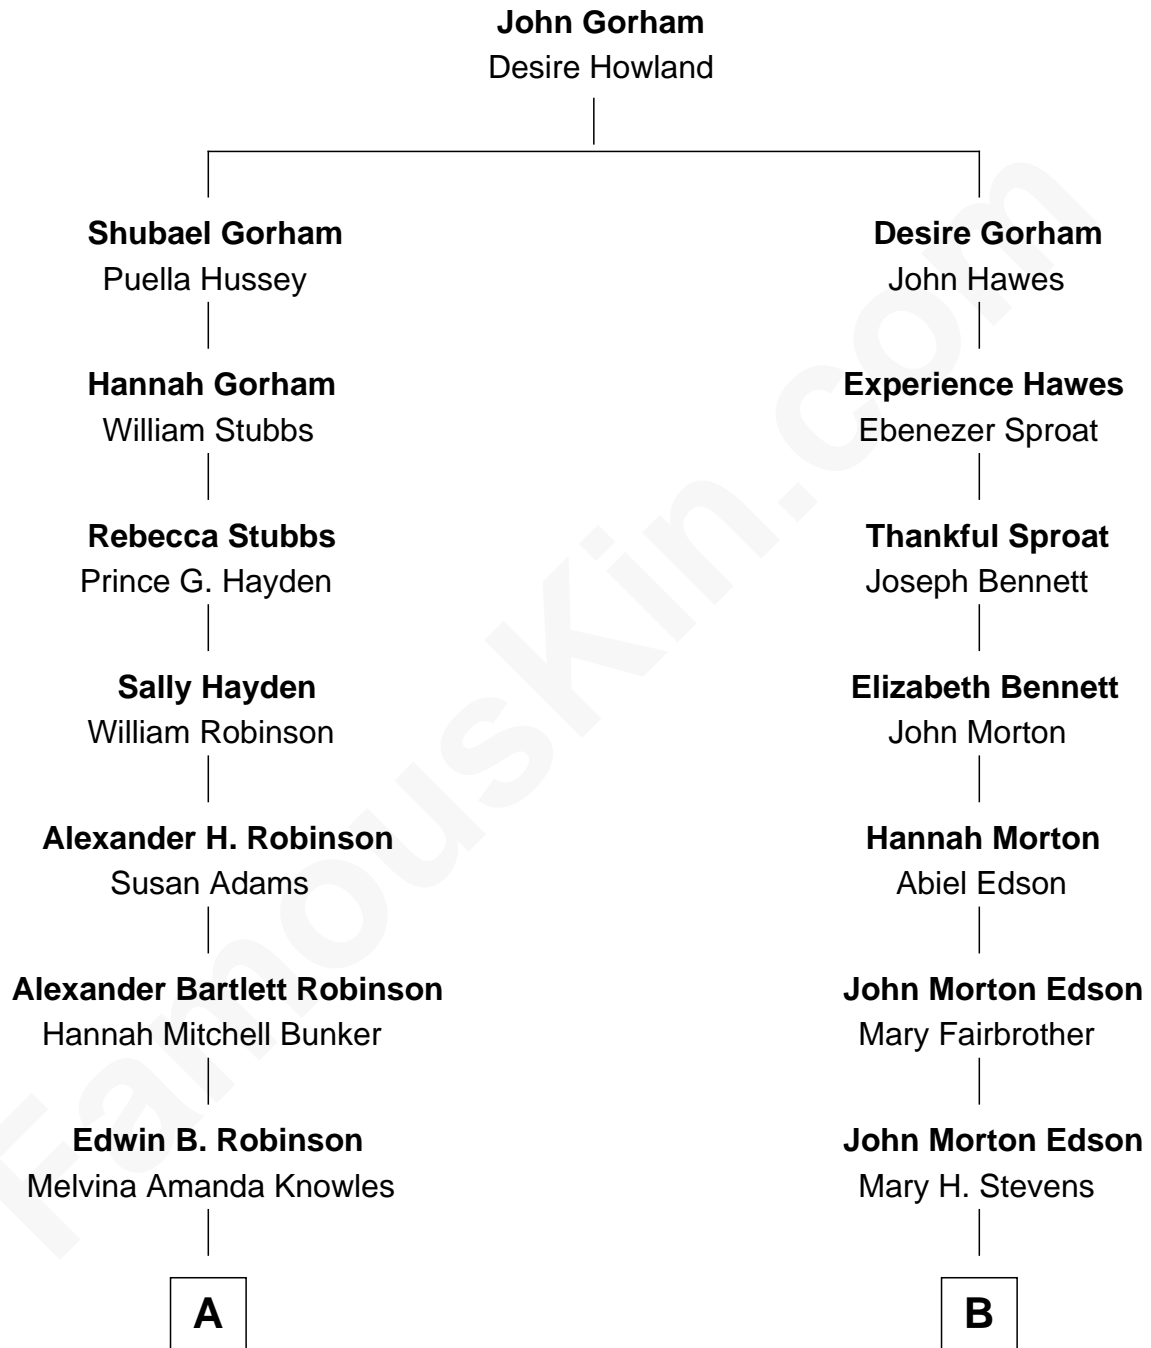 John Gorham
Desire Howland
Shubael Gorham
Puella Hussey
Desire Gorham
John Hawes
Hannah Gorham
William Stubbs
Experience Hawes
Ebenezer Sproat
Rebecca Stubbs
Prince G. Hayden
Thankful Sproat
Joseph Bennett
Sally Hayden
William Robinson
Elizabeth Bennett
John Morton
Alexander H. Robinson
Susan Adams
Hannah Morton
Abiel Edson
Alexander Bartlett Robinson
Hannah Mitchell Bunker
John Morton Edson
Mary Fairbrother
Edwin B. Robinson
Melvina Amanda Knowles
John Morton Edson
Mary H. Stevens
A
B
FamousKin.com